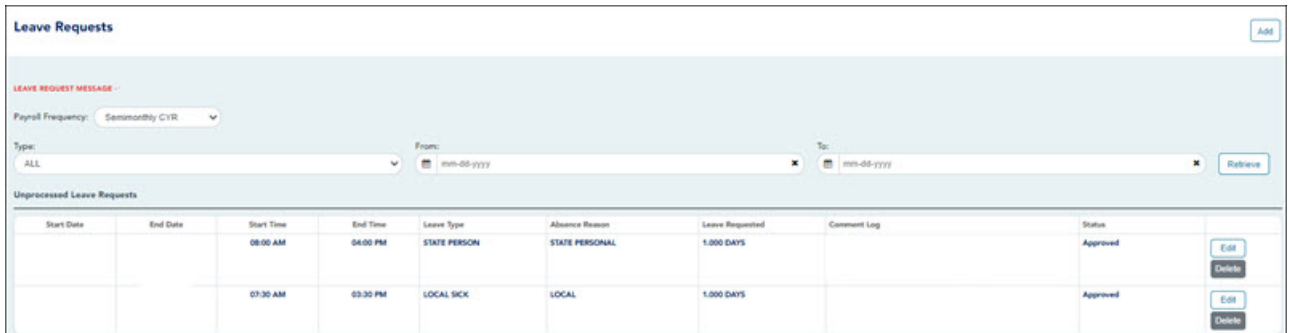 Leave Requests
Add
LEAVE REQUEST MESSAGE -
Payroll Frequency: Semimonthly CYR
Type: From: To:
ALL mm-dd-yyyy mm-dd-yyyy Retrieve
Unprocessed Leave Requests
Start Date End Date Start Time End Time Leave Type Absence Reason Leave Requested Comment Log Status
08:00 AM 04:00 PM STATE PERSON STATE PERSONAL 1.000 DAYS Approved Edit
Delete
07:30 AM 03:30 PM LOCAL SICK LOCAL 1.000 DAYS Approved Edit
Delete